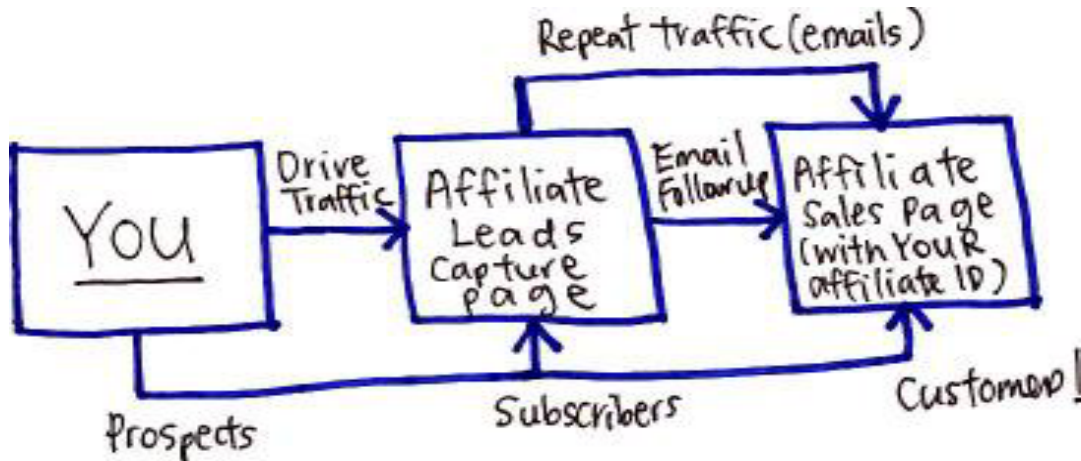 Repeat Traffic (emails)
YOU
Drive
Traffic
Affiliate
Leads
Capture
page
Email
Followup
Affiliate
Sales Page
(with YOUR
affiliate ID)
Prospects
Subscribers
Customers!